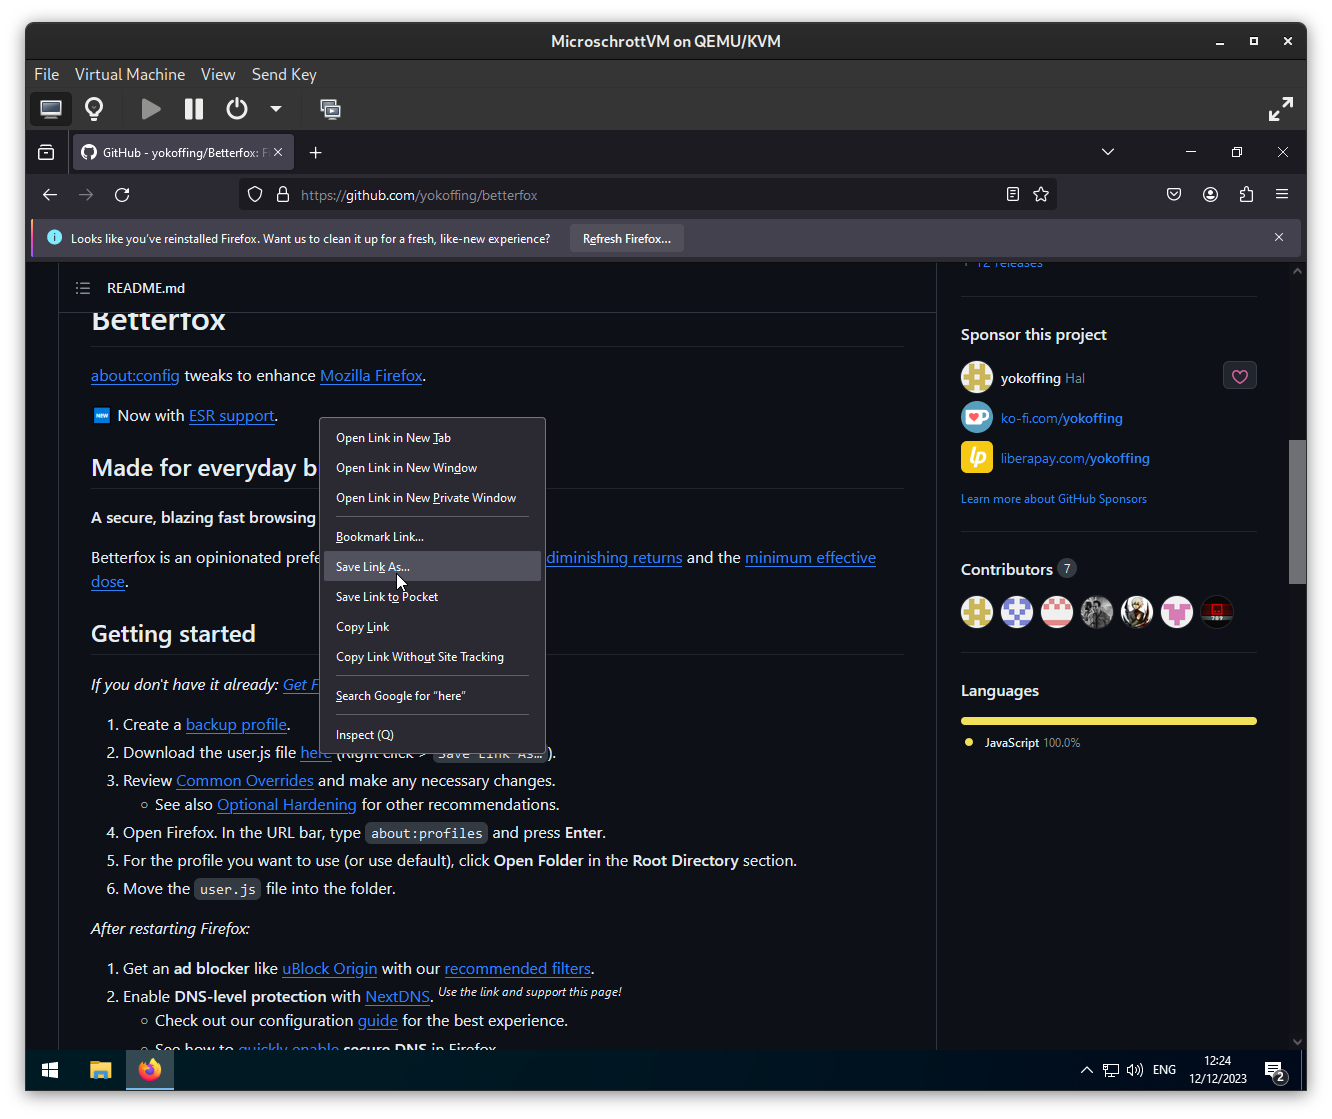 MicroschrottVM on QEMU/KVM
File Virtual Machine View Send Key
GitHub - yokoffing/Betterfox: F
https://github.com/yokoffing/betterfox
Looks like you've reinstalled Firefox. Want us to clean it up for a fresh, like-new experience? Refresh Firefox...
README.md
Betterfox
about:config tweaks to enhance Mozilla Firefox.
NEW Now with ESR support.
Made for everyday b
A secure, blazing fast browsing
Betterfox is an opinionated prefe diminishing returns and the minimum effective
dose.
Getting started
If you don't have it already: Get F
1. Create a backup profile.
2. Download the user.js file here (Right click > Save Link As… ).
3. Review Common Overrides and make any necessary changes.
See also Optional Hardening for other recommendations.
4. Open Firefox. In the URL bar, type about:profiles and press Enter.
5. For the profile you want to use (or use default), click Open Folder in the Root Directory section.
6. Move the user.js file into the folder.
After restarting Firefox:
1. Get an ad blocker like uBlock Origin with our recommended filters.
2. Enable DNS-level protection with NextDNS. Use the link and support this page!
Check out our configuration guide for the best experience.
See how to quickly enable secure DNS in Firefox.
Open Link in New Tab
Open Link in New Window
Open Link in New Private Window
Bookmark Link...
Save Link As...
Save Link to Pocket
Copy Link
Copy Link Without Site Tracking
Search Google for "here"
Inspect (Q)
+ 12 releases
Sponsor this project
yokoffing Hal
ko-fi.com/yokoffing
lp liberapay.com/yokoffing
Learn more about GitHub Sponsors
Contributors 7
789
Languages
JavaScript 100.0%
ENG
12:24
12/12/2023
2